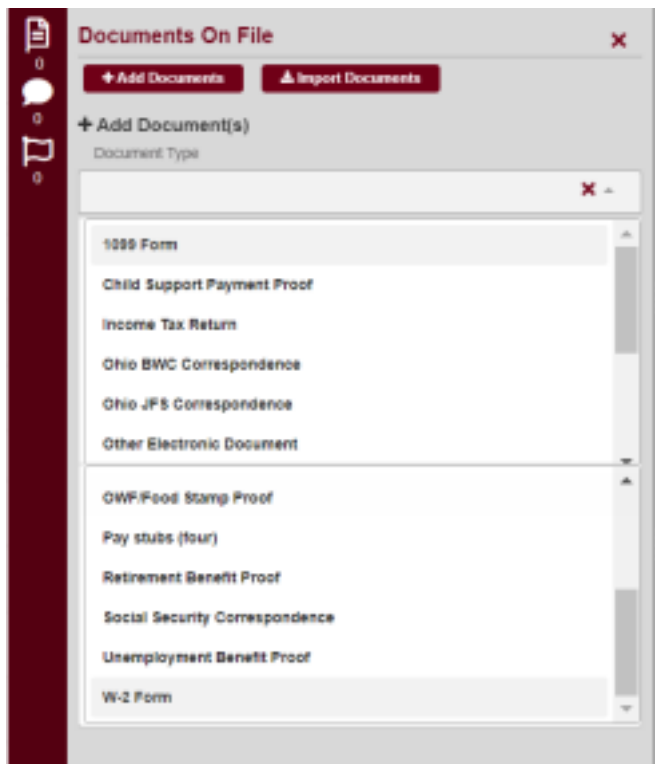 Documents On File
0
+ Add Documents
Import Documents
0
+ Add Document(s)
Document Type
0
1099 Form
Child Support Payment Proof
Income Tax Return
Ohio BWC Correspondence
Ohio JFS Correspondence
Other Electronic Document
OWF/Food Stamp Proof
Pay stubs (four)
Retirement Benefit Proof
Social Security Correspondence
Unemployment Benefit Proof
W-2 Form